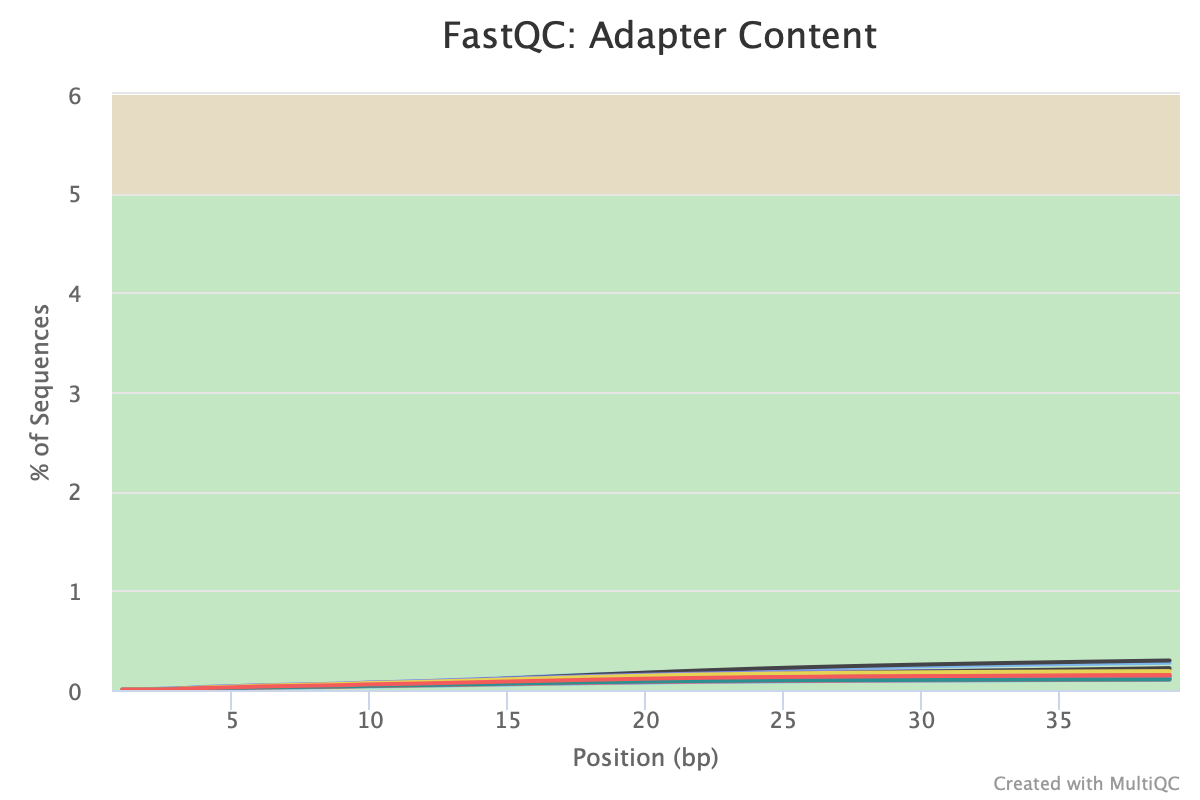 FastQC: Adapter Content
% of Sequences
6
5
4
3
2
1
0
5 10 15 20 25 30 35
Position (bp)
Created with MultiQC